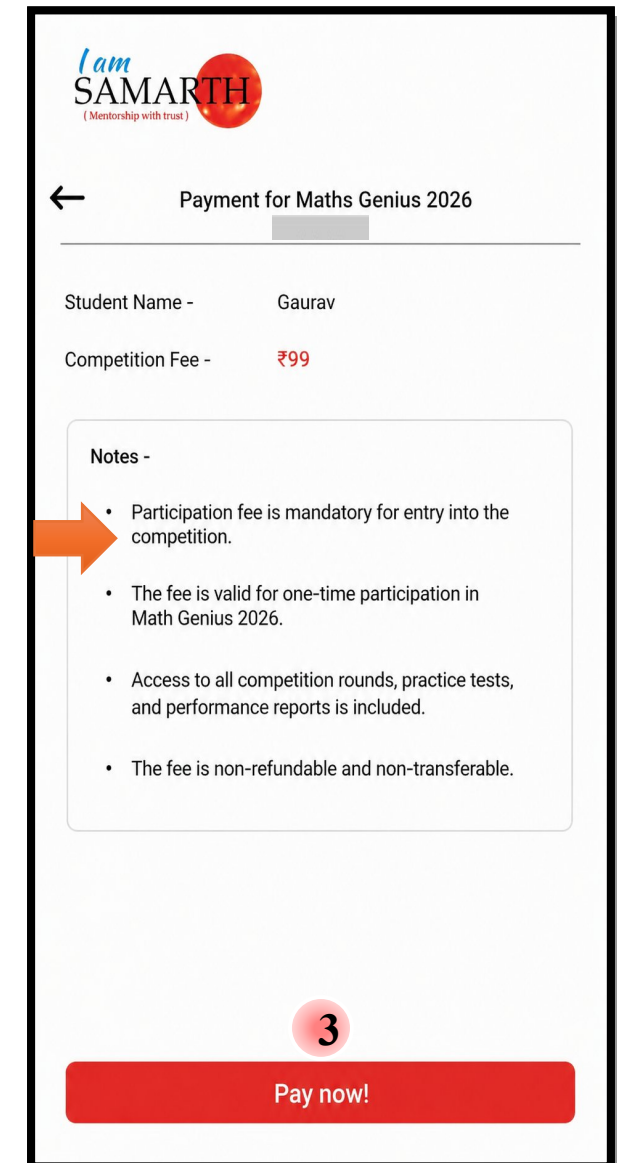 I am
SAMARTH
( Mentorship with trust )
Payment for Maths Genius 2026
Student Name - Gaurav
Competition Fee - ₹99
Notes -
• Participation fee is mandatory for entry into the
competition.
• The fee is valid for one-time participation in
Math Genius 2026.
• Access to all competition rounds, practice tests,
and performance reports is included.
• The fee is non-refundable and non-transferable.
3
Pay now!